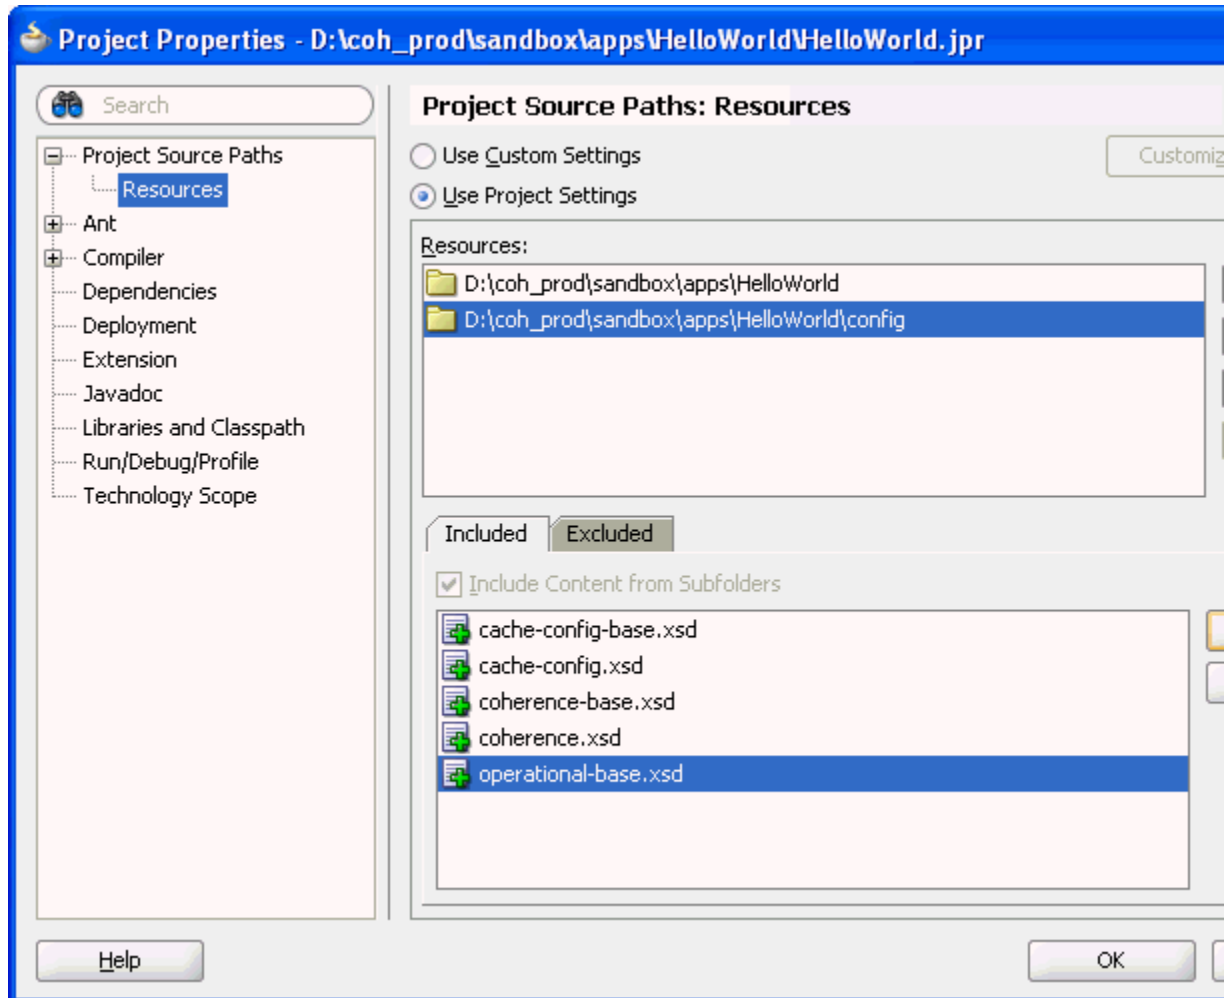 Project Properties - D:\coh_prod\sandbox\apps\HelloWorld\HelloWorld.jpr
Search
Project Source Paths
Resources
Ant
Compiler
Dependencies
Deployment
Extension
Javadoc
Libraries and Classpath
Run/Debug/Profile
Technology Scope
Project Source Paths: Resources
Use Custom Settings
Customiz
Use Project Settings
Resources:
D:\coh_prod\sandbox\apps\HelloWorld
D:\coh_prod\sandbox\apps\HelloWorld\config
Included
Excluded
Include Content from Subfolders
cache-config-base.xsd
cache-config.xsd
coherence-base.xsd
coherence.xsd
operational-base.xsd
Help
OK